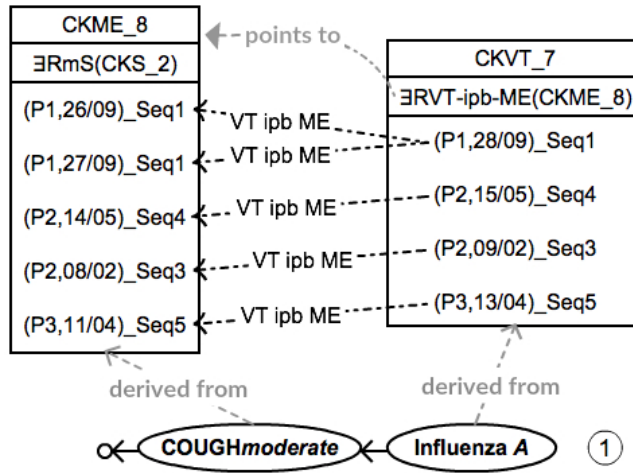 CKME_8
∃RmS(CKS_2)
(P1,26/09)_Seq1
(P1,27/09)_Seq1
(P2,14/05)_Seq4
(P2,08/02)_Seq3
(P3,11/04)_Seq5
points to
VT ipb ME
VT ipb ME
VT ipb ME
VT ipb ME
VT ipb ME
CKVT_7
∃RVT-ipb-ME(CKME_8)
(P1,28/09)_Seq1
(P2,15/05)_Seq4
(P2,09/02)_Seq3
(P3,13/04)_Seq5
derived from
derived from
COUGHmoderate
Influenza A
1